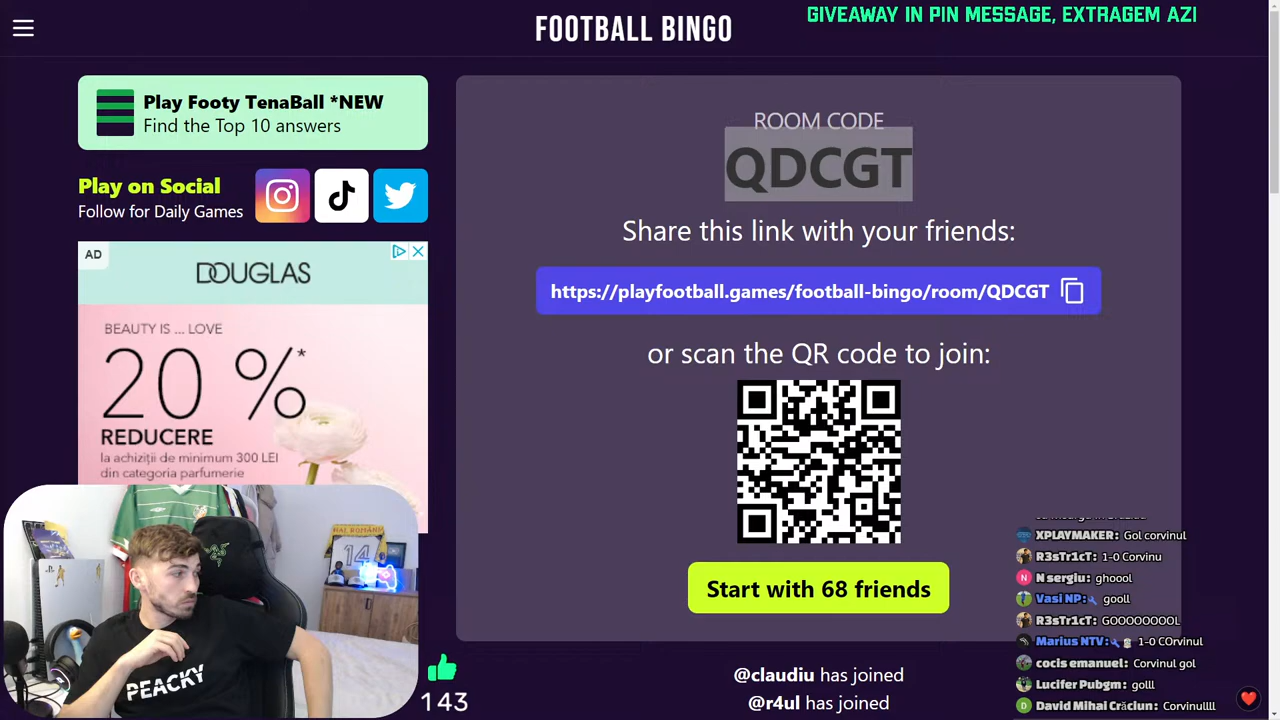 GIVEAWAY IN PIN MESSAGE, EXTRAGEM AZI
FOOTBALL BINGO
Play Footy TenaBall *NEW
Find the Top 10 answers
Play on Social
Follow for Daily Games
AD
DOUGLAS
BEAUTY IS ... LOVE
20 %*
REDUCERE
la achiziții de minimum 300 LEI
din categoria parfumerie
ROOM CODE
QDCGT
Share this link with your friends:
https://playfootball.games/football-bingo/room/QDCGT
or scan the QR code to join:
Start with 68 friends
@claudiu has joined
@r4ul has joined
XPLAYMAKER: Gol corvinul
R3sTr1cT: 1-0 Corvinu
N sergiu: ghoool
Vasi NP: gooll
R3sTr1cT: GOOOOOOOOL
Marius NTV: 1-0 COrvinul
cocis emanuel: Corvinul gol
Lucifer Pubgm: golll
David Mihai Crăciun: Corvinullll
HAI ROMÂNIA
14
PEACKY
143